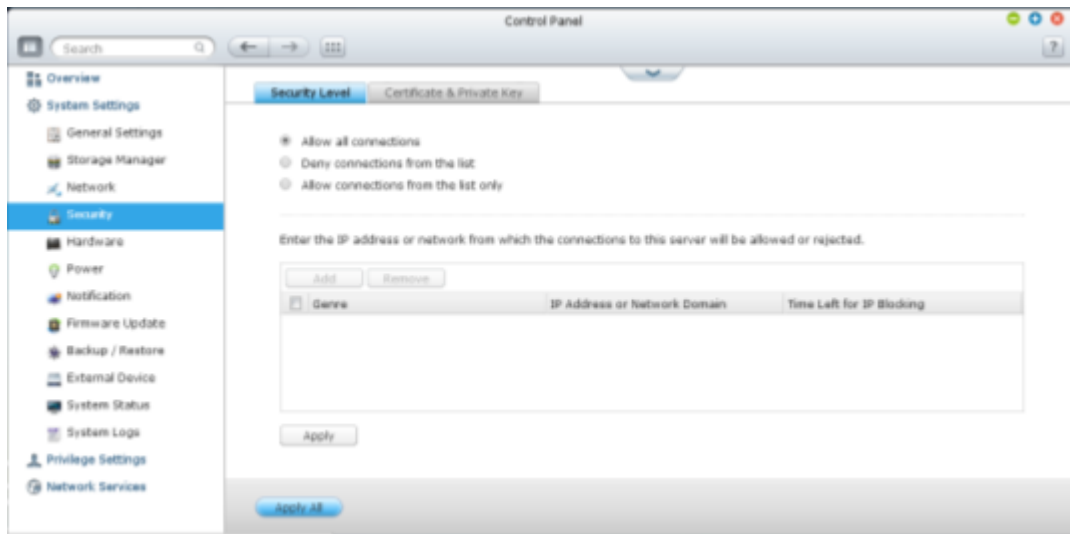 Control Panel
Search
?
Overview
System Settings
General Settings
Storage Manager
Network
Security
Hardware
Power
Notification
Firmware Update
Backup / Restore
External Device
System Status
System Logs
Privilege Settings
Network Services
Security Level Certificate & Private Key
Allow all connections
Deny connections from the list
Allow connections from the list only
Enter the IP address or network from which the connections to this server will be allowed or rejected.
Add Remove
Genre IP Address or Network Domain Time Left for IP Blocking
Apply
Apply All